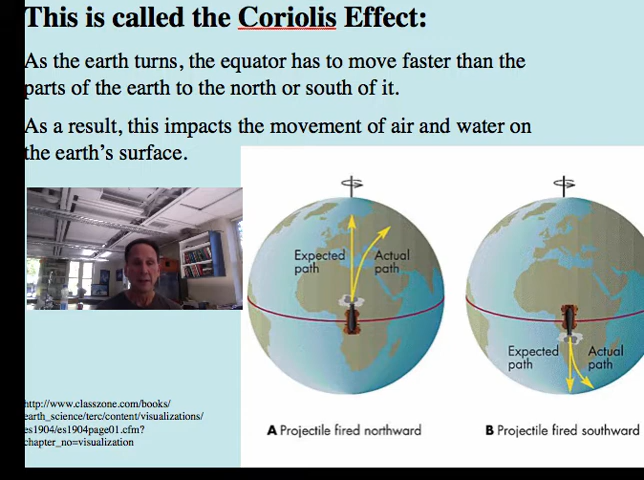 This is called the Coriolis Effect:
As the earth turns, the equator has to move faster than the
parts of the earth to the north or south of it.
As a result, this impacts the movement of air and water on
the earth's surface.
Expected path
Actual path
Expected path
Actual path
http://www.classzone.com/books/
earth_science/terc/content/visualizations/
es1904/es1904page01.cfm?
chapter_no=visualization
A Projectile fired northward
B Projectile fired southward